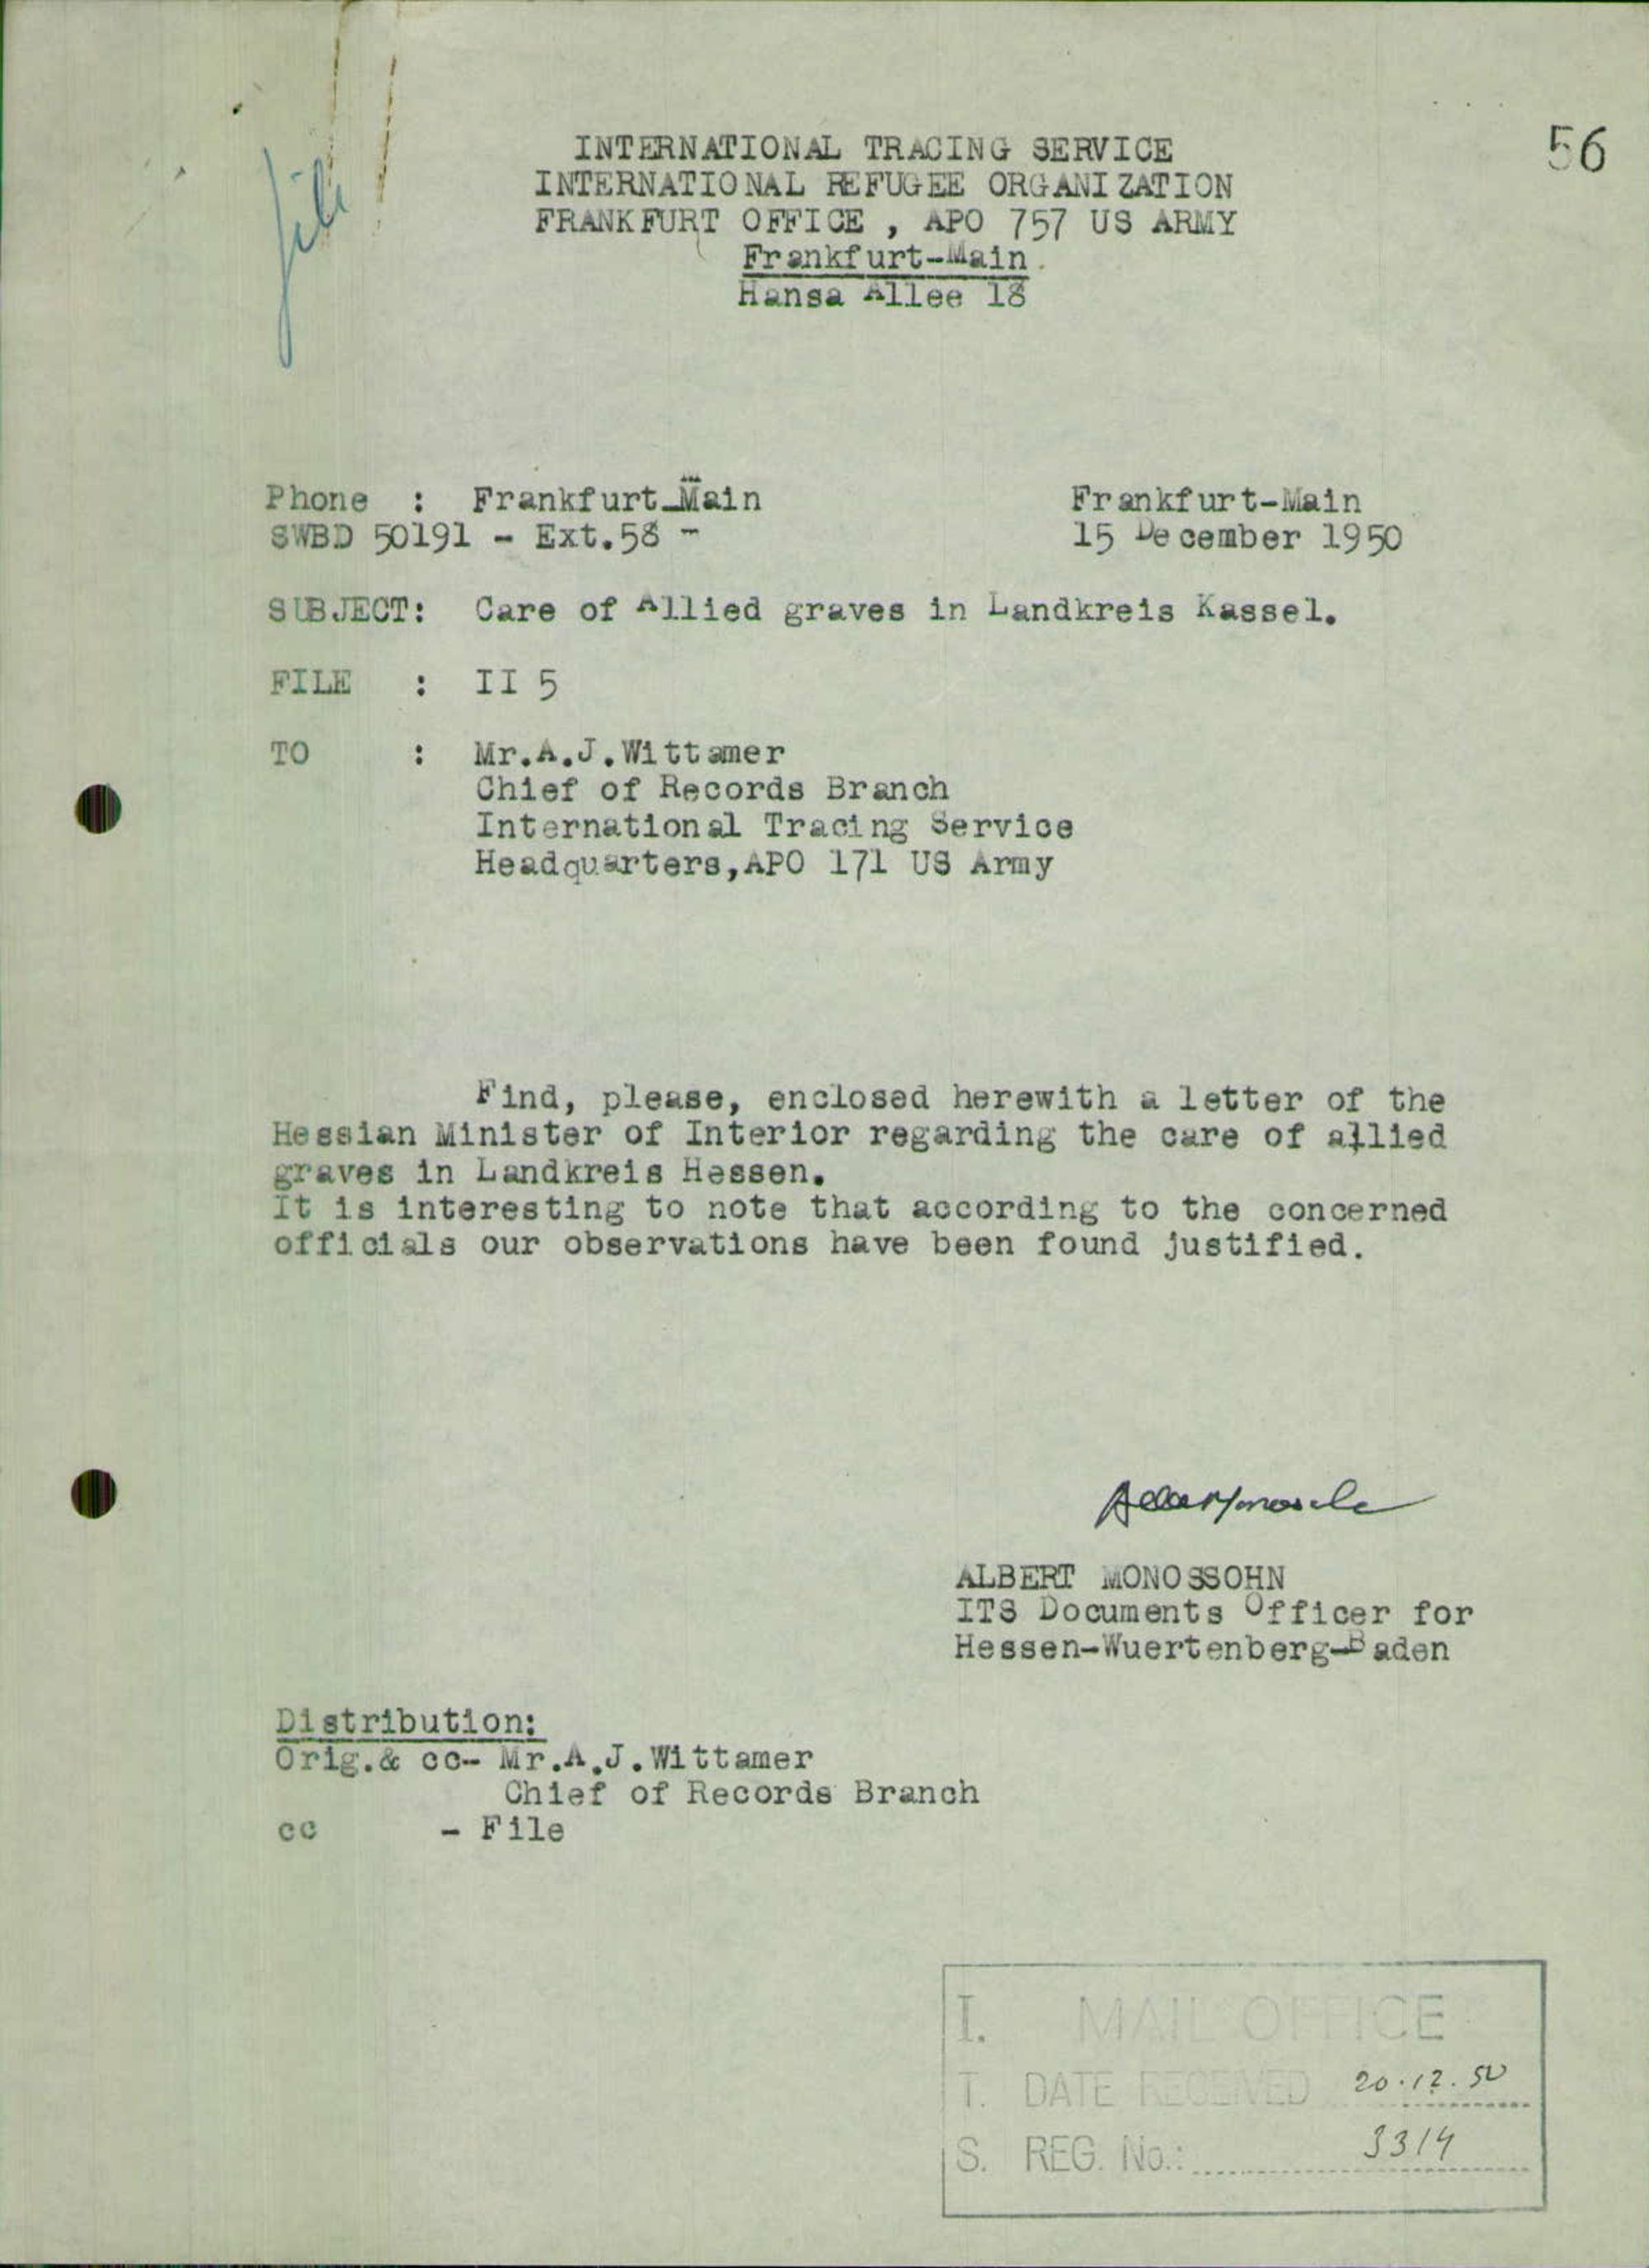 56
file
INTERNATIONAL TRACING SERVICE
INTERNATIONAL REFUGEE ORGANIZATION
FRANKFURT OFFICE , APO 757 US ARMY
Frankfurt-Main.
Hansa Allee 18
Phone : Frankfurt-Main
SWBD 50191 - Ext.58 -
Frankfurt-Main
15 December 1950
SUBJECT: Care of Allied graves in Landkreis Kassel.
FILE : II 5
TO : Mr.A.J.Wittamer
Chief of Records Branch
International Tracing Service
Headquarters,APO 171 US Army
Find, please, enclosed herewith a letter of the
Hessian Minister of Interior regarding the care of allied
graves in Landkreis Hessen.
It is interesting to note that according to the concerned
officials our observations have been found justified.
ALBERT MONOSSOHN
ITS Documents Officer for
Hessen-Wuertenberg-Baden
Distribution:
Orig.& cc- Mr.A.J.Wittamer
Chief of Records Branch
cc - File
I. MAIL OFFICE
T. DATE RECEIVED 20.12.50
S. REG. No.: 3314